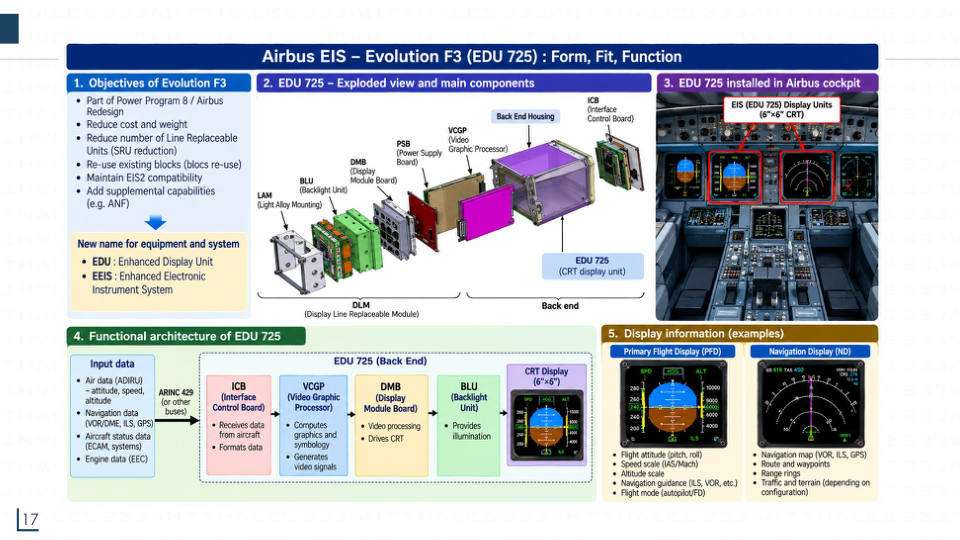 Airbus EIS – Evolution F3 (EDU 725) : Form, Fit, Function
1. Objectives of Evolution F3
• Part of Power Program 8 / Airbus
Redesign
• Reduce cost and weight
• Reduce number of Line Replaceable
Units (SRU reduction)
• Re-use existing blocks (blocs re-use)
• Maintain EIS2 compatibility
• Add supplemental capabilities
(e.g. ANF)
New name for equipment and system
• EDU : Enhanced Display Unit
• EEIS : Enhanced Electronic
Instrument System
2. EDU 725 – Exploded view and main components
LAM
(Light Alloy Mounting)
BLU
(Backlight Unit)
DMB
(Display
Module Board)
PSB
(Power Supply
Board)
VCGP
(Video
Graphic Processor)
Back End Housing
ICB
(Interface
Control Board)
EDU 725
(CRT display unit)
DLM
(Display Line Replaceable Module)
Back end
3. EDU 725 installed in Airbus cockpit
EIS (EDU 725) Display Units
(6"×6" CRT)
4. Functional architecture of EDU 725
Input data
• Air data (ADIRU)
– attitude, speed,
altitude
• Navigation data
(VOR/DME, ILS, GPS)
• Aircraft status data
(ECAM, systems)
• Engine data (EEC)
ARINC 429
(or other
buses)
EDU 725 (Back End)
ICB
(Interface
Control Board)
• Receives data
from aircraft
• Formats data
VCGP
(Video Graphic
Processor)
• Computes
graphics and
symbology
• Generates
video signals
DMB
(Display
Module Board)
• Video processing
• Drives CRT
BLU
(Backlight
Unit)
• Provides
illumination
CRT Display
(6"×6")
5. Display information (examples)
Primary Flight Display (PFD)
SPD
ALT
280
260
240
220
200
10000
8000
6000
4000
• Flight attitude (pitch, roll)
• Speed scale (IAS/Mach)
• Altitude scale
• Navigation guidance (ILS, VOR, etc.)
• Flight mode (autopilot/FD)
Navigation Display (ND)
• Navigation map (VOR, ILS, GPS)
• Route and waypoints
• Range rings
• Traffic and terrain (depending on
configuration)
17